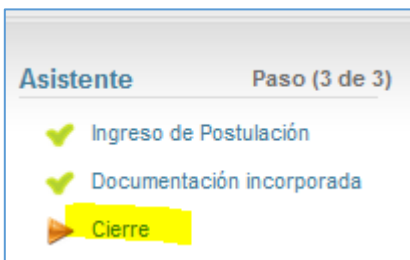 Asistente Paso (3 de 3)
Ingreso de Postulación
Documentación incorporada
Cierre